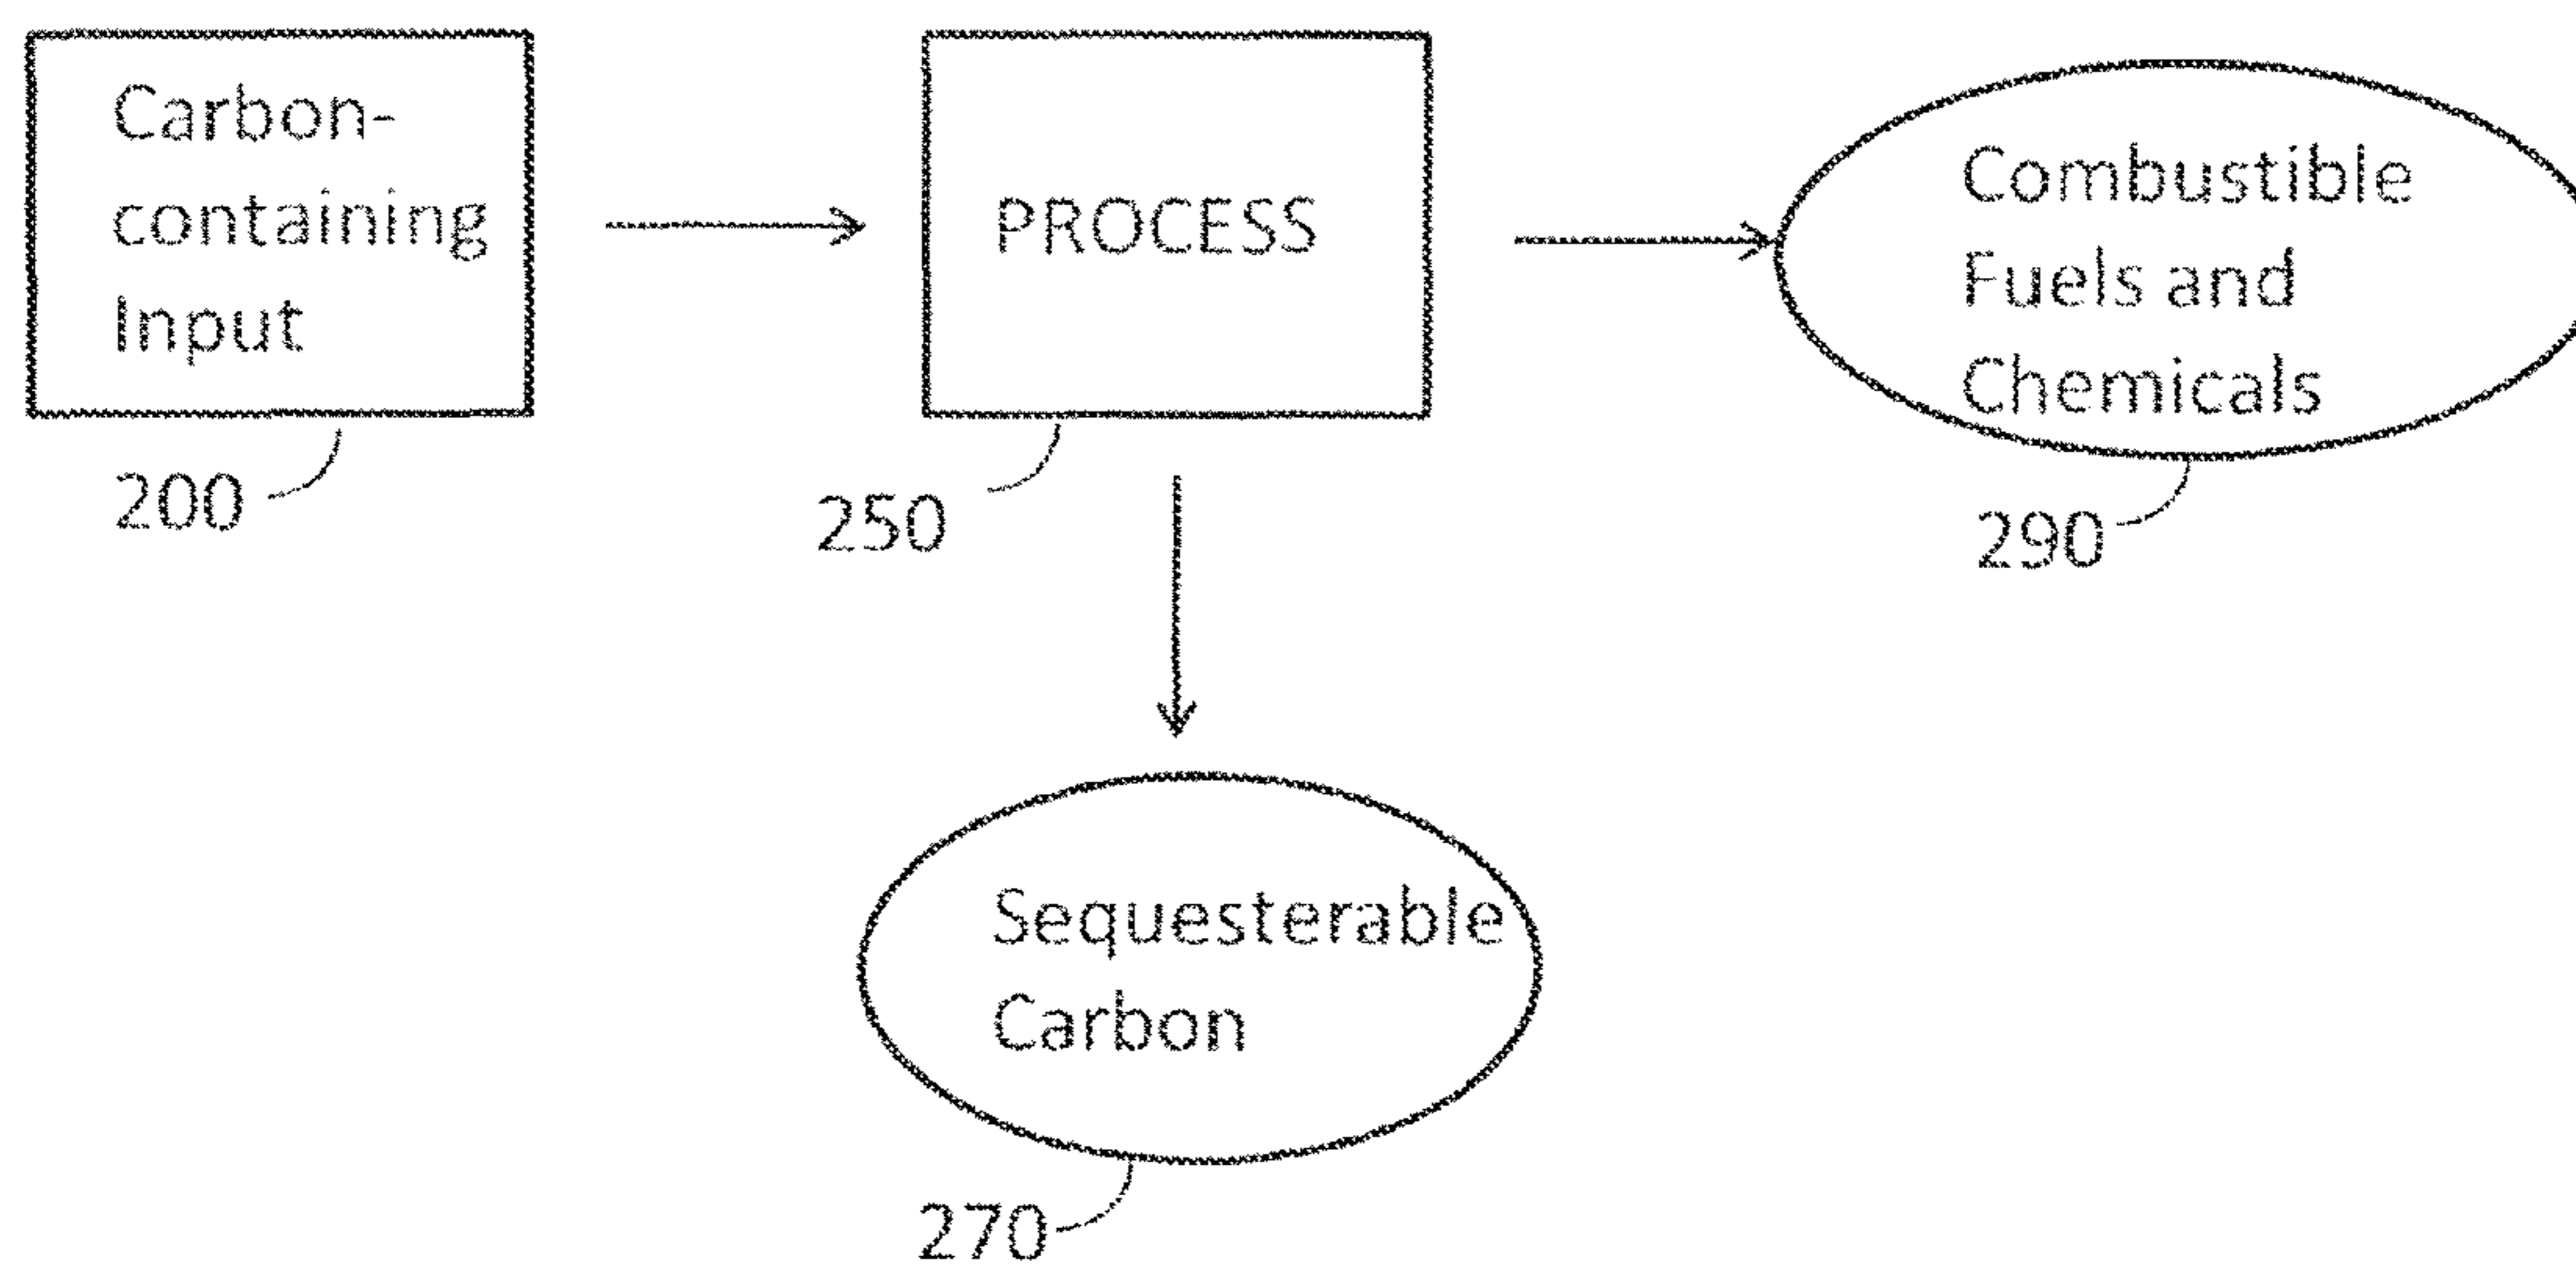 Carbon-
containing
Input
200
PROCESS
250
Combustible
Fuels and
Chemicals
290
Sequesterable
Carbon
270